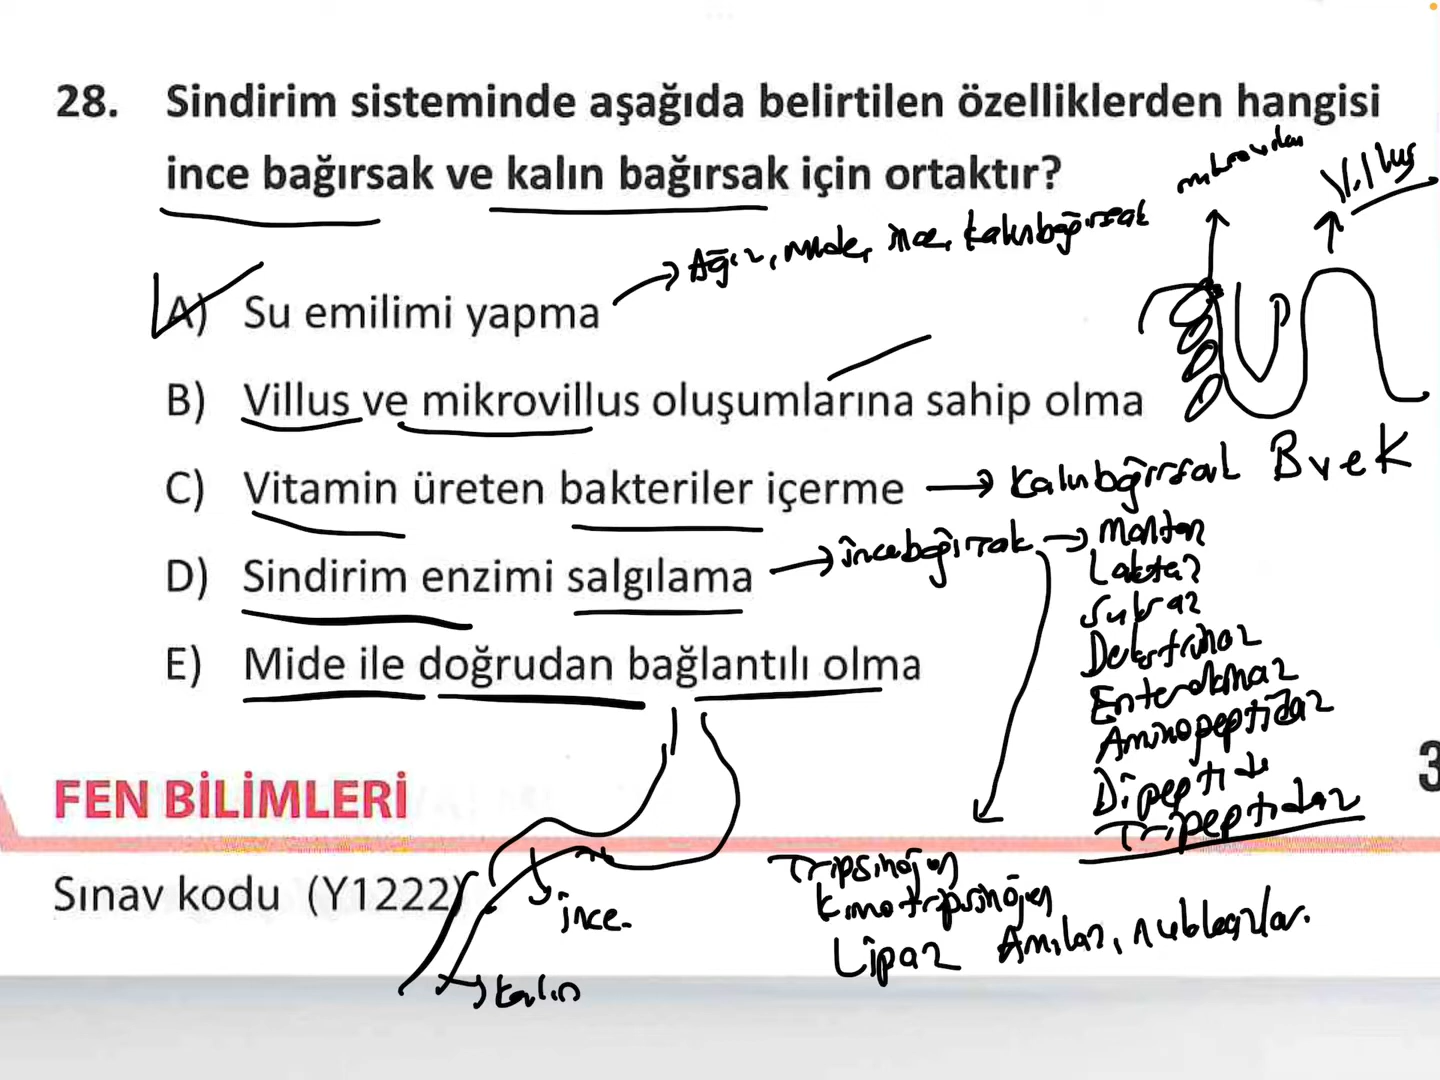 28. Sindirim sisteminde aşağıda belirtilen özelliklerden hangisi
ince bağırsak ve kalın bağırsak için ortaktır?
Villus
Ağız, mide, ince, kalınbağırsak
A) Su emilimi yapma
B) Villus ve mikrovillus oluşumlarına sahip olma
C) Vitamin üreten bakteriler içerme → kalınbağırsak B ve K
D) Sindirim enzimi salgılama → incebağırsak → Maltaz
Laktaz
Sukraz
E) Mide ile doğrudan bağlantılı olma
Dekstrinaz
Enterokinaz
Aminopeptidaz
Dipepti
Tripeptidaz
3
FEN BİLİMLERİ
Sınav kodu (Y1222)
Tripsinojen
kimotripsinojen
Lipaz Amilaz,
ince
kalın